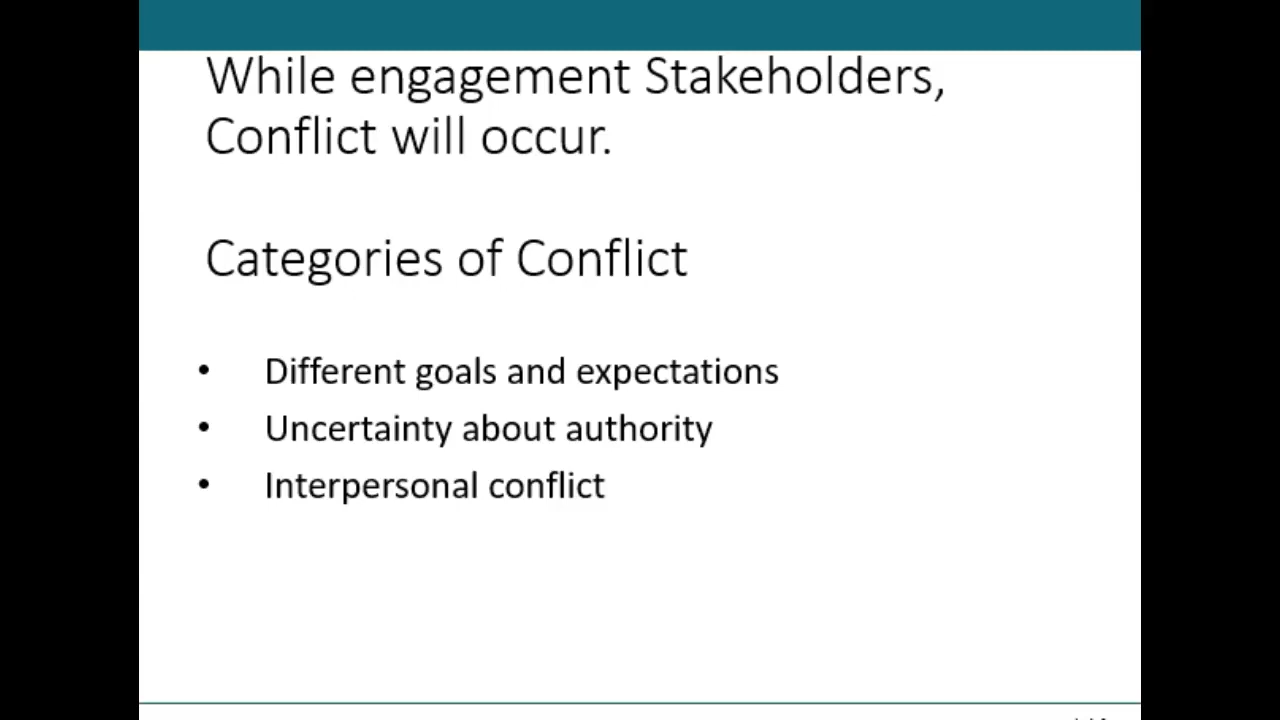 While engagement Stakeholders,
Conflict will occur.
Categories of Conflict
• Different goals and expectations
• Uncertainty about authority
• Interpersonal conflict